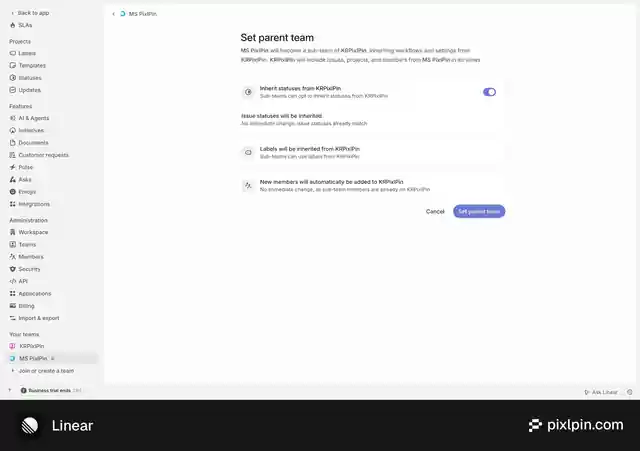 Back to app
SLAs
Projects
Labels
Templates
Statuses
Updates
Features
AI & Agents
Initiatives
Documents
Customer requests
Pulse
Asks
Emojis
Integrations
Administration
Workspace
Teams
Members
Security
API
Applications
Billing
Import & export
Your teams
KRPixlPin
MS PixlPin
Join or create a team
?
Business trial ends
MS PixlPin
Set parent team
MS PixlPin will become a sub-team of KRPixlPin, inheriting workflows and settings from
KRPixlPin. KRPixlPin will include issues, projects, and members from MS PixlPin in its views
Inherit statuses from KRPixlPin
Sub-teams can opt to inherit statuses from KRPixlPin
Issue statuses will be inherited.
No immediate change, issue statuses already match
Labels will be inherited from KRPixlPin
Sub-teams can use labels from KRPixlPin
New members will automatically be added to KRPixlPin
No immediate change, as sub-team members are already on KRPixlPin
Cancel
Set parent team
Ask Linear
Linear
pixlpin.com